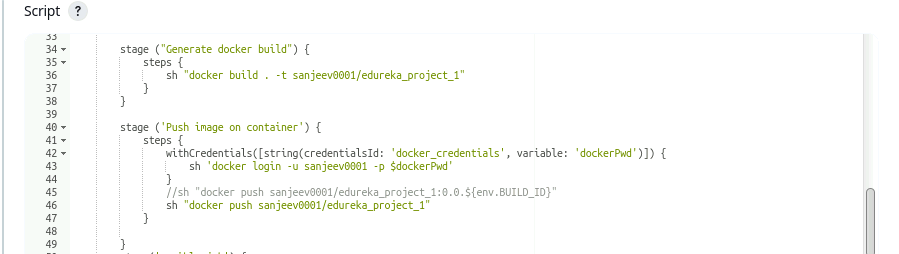 Script ?
33
34 stage ("Generate docker build") {
35 steps {
36 sh "docker build . -t sanjeev0001/edureka_project_1"
37 }
38 }
39
40 stage ('Push image on container') {
41 steps {
42 withCredentials([string(credentialsId: 'docker_credentials', variable: 'dockerPwd')]) {
43 sh 'docker login -u sanjeev0001 -p $dockerPwd'
44 }
45 //sh "docker push sanjeev0001/edureka_project_1:0.0.${env.BUILD_ID}"
46 sh "docker push sanjeev0001/edureka_project_1"
47 }
48
49 }